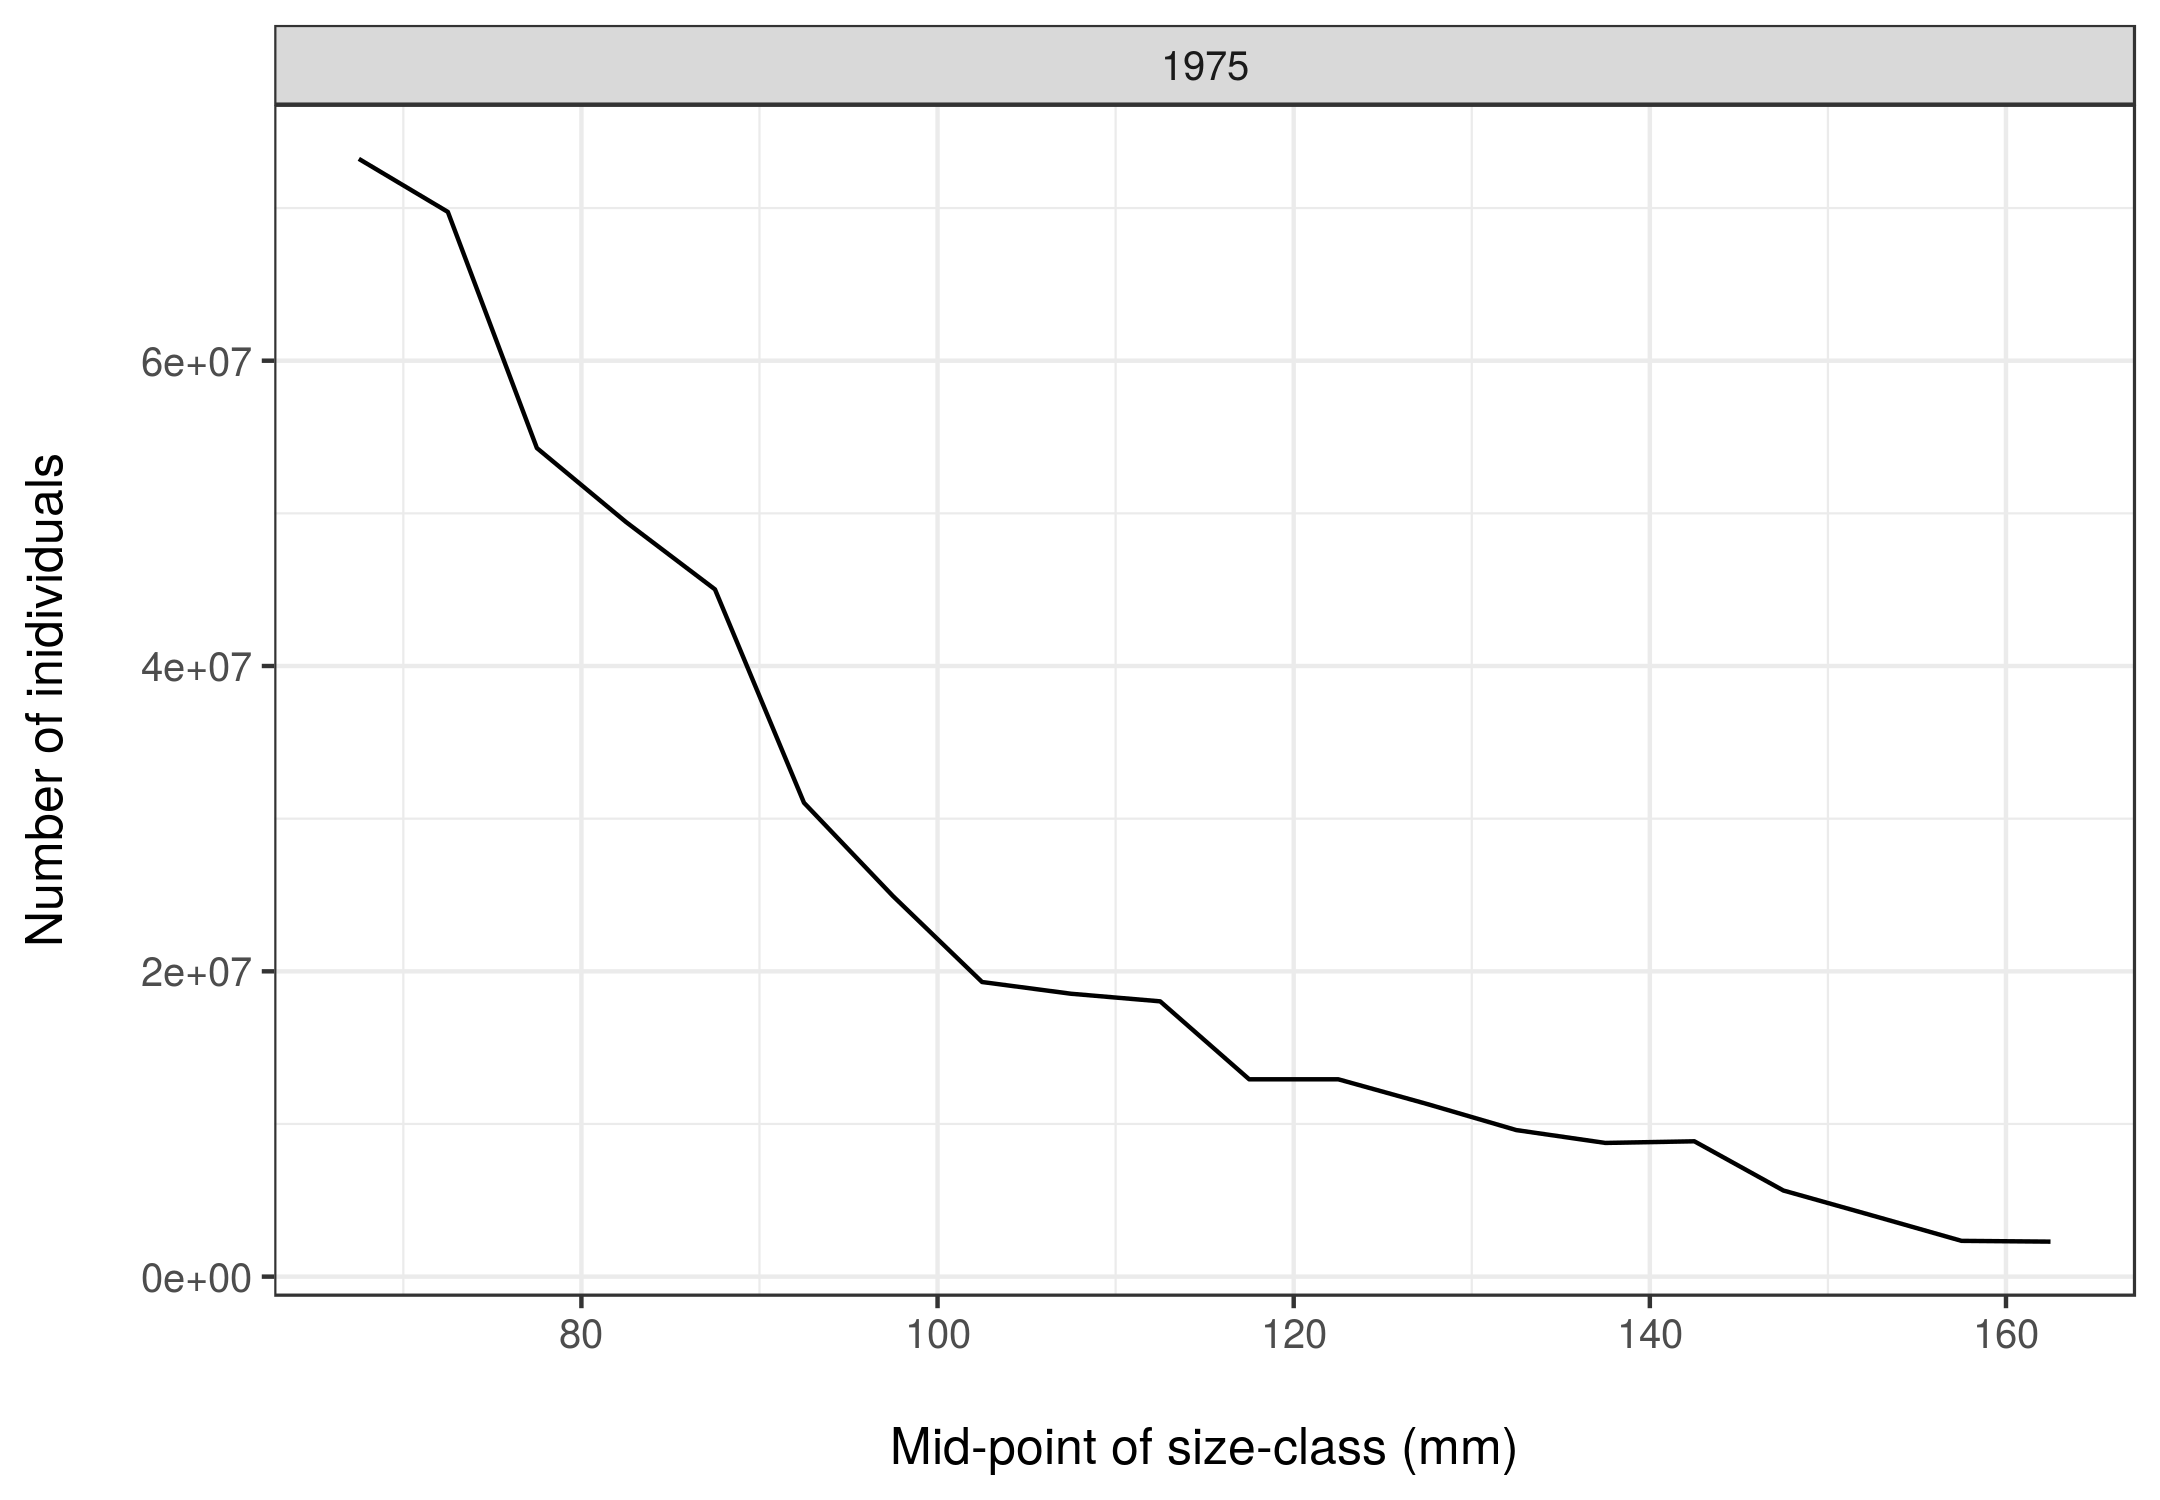 1975
Number of inidividuals
6e+07
4e+07
2e+07
0e+00
80 100 120 140 160
Mid-point of size-class (mm)